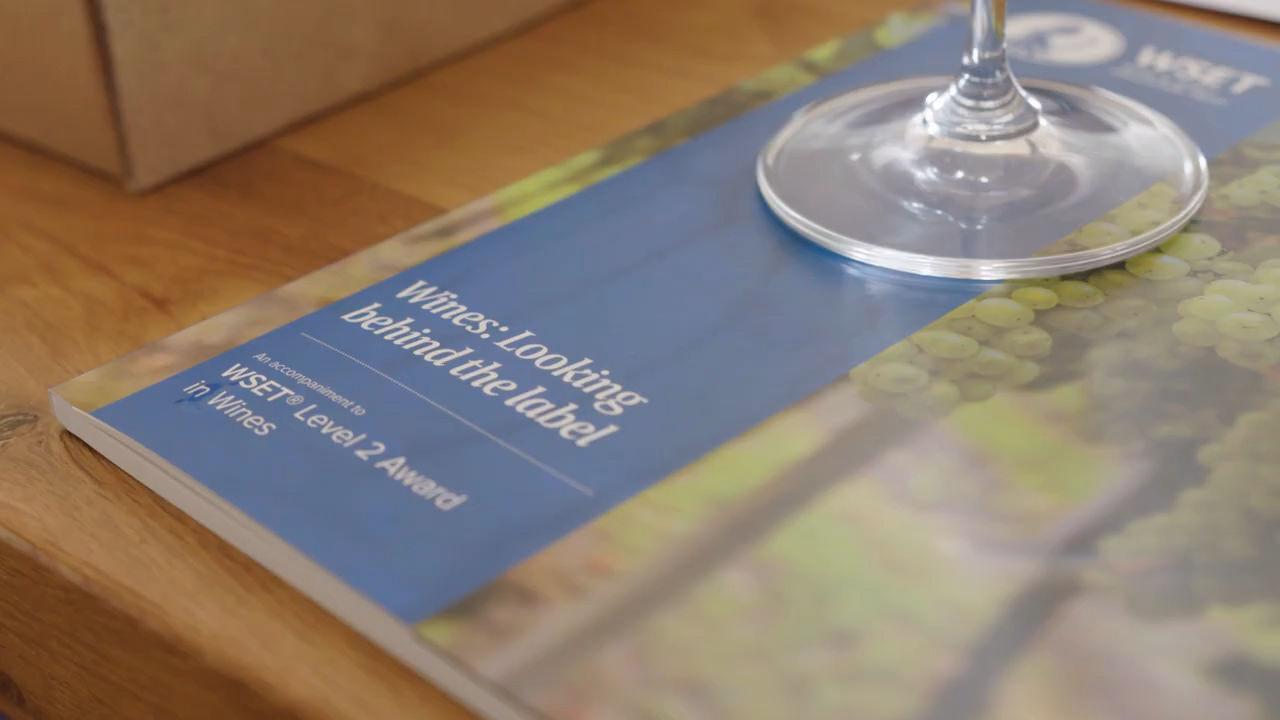 WSET
Wines: Looking
behind the label
An accompaniment to
WSET® Level 2 Award
in Wines